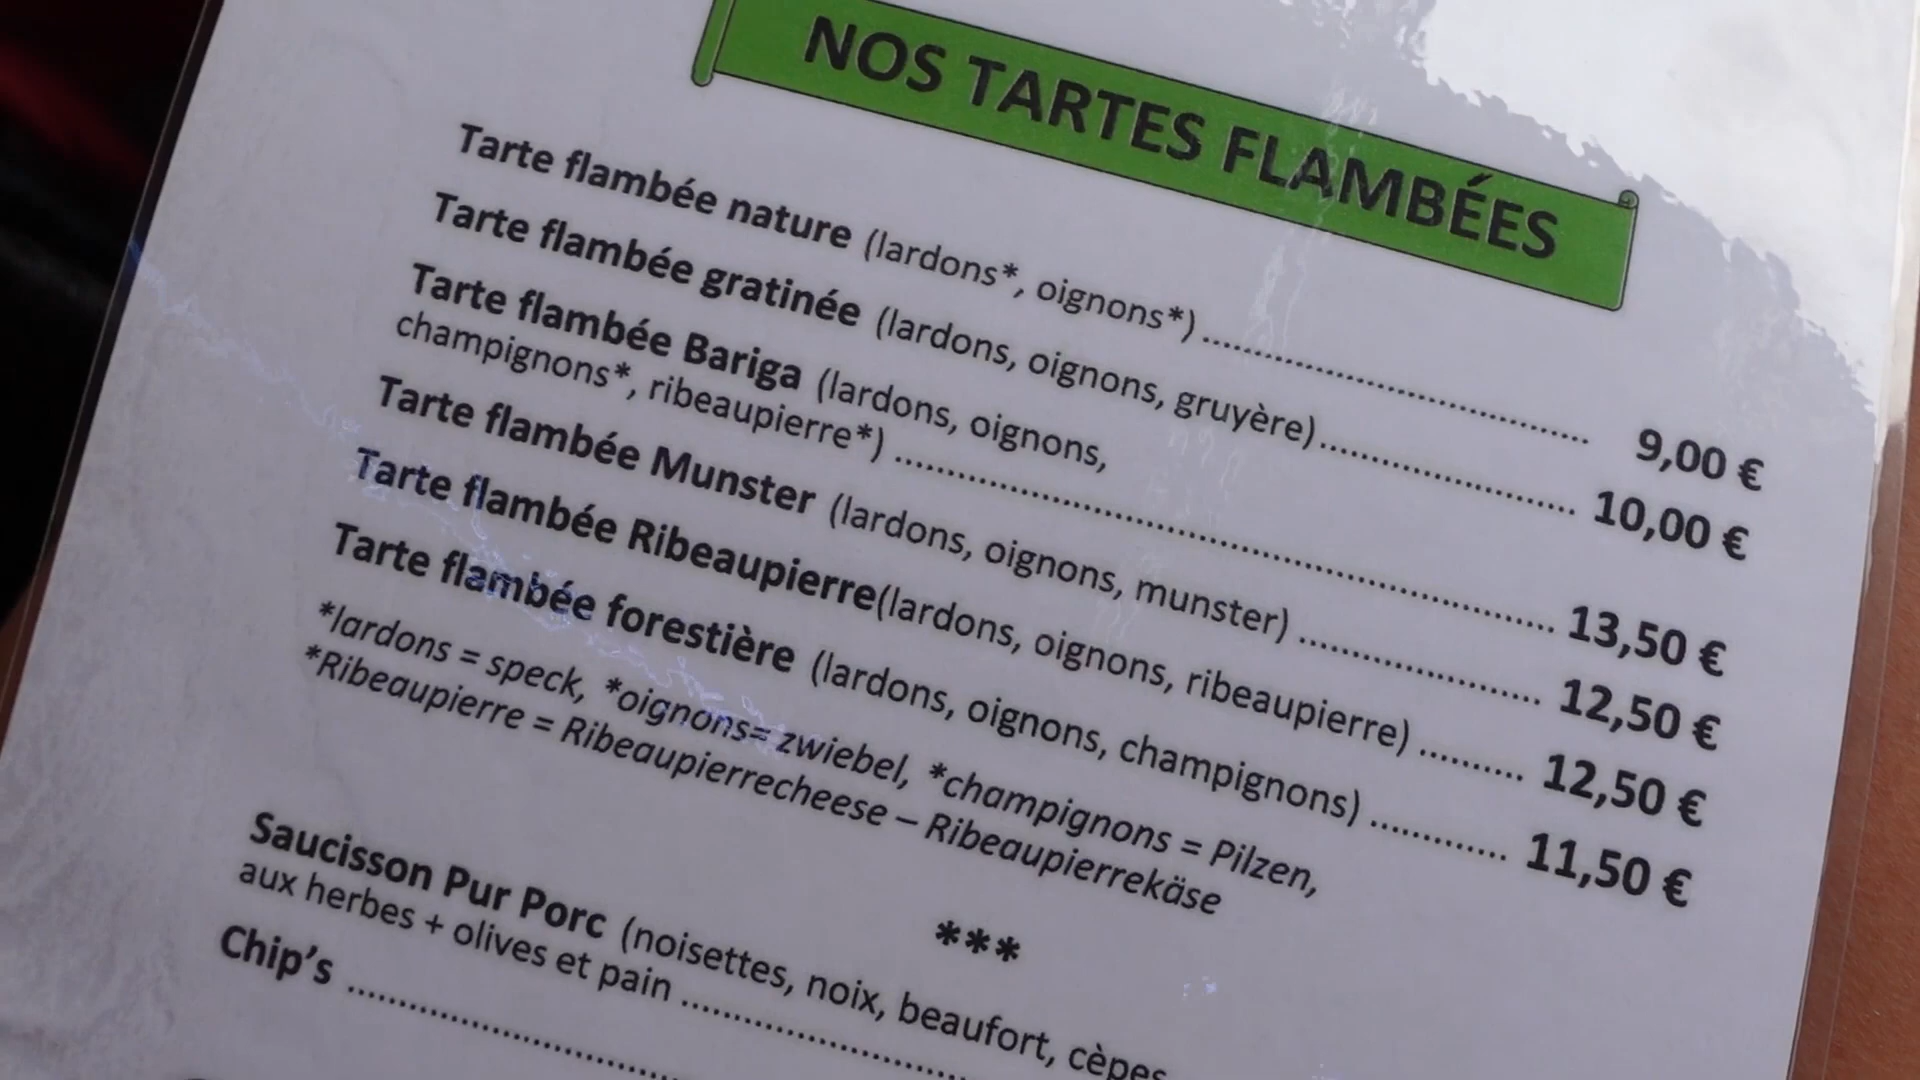 NOS TARTES FLAMBÉES
Tarte flambée nature (lardons*, oignons*)........................................ 9,00 €
Tarte flambée gratinée (lardons, oignons, gruyère)........................... 10,00 €
Tarte flambée Bariga (lardons, oignons,
champignons*, ribeaupierre*) ..................................................................... 13,50 €
Tarte flambée Munster (lardons, oignons, munster) ......................... 12,50 €
Tarte flambée Ribeaupierre(lardons, oignons, ribeaupierre) .......... 12,50 €
Tarte flambée forestière (lardons, oignons, champignons) ............. 11,50 €
*lardons = speck, *oignons= zwiebel, *champignons = Pilzen,
*Ribeaupierre = Ribeaupierrecheese – Ribeaupierrekäse
***
Saucisson Pur Porc (noisettes, noix, beaufort, cèpes
aux herbes + olives et pain ...........................
Chip's ................................